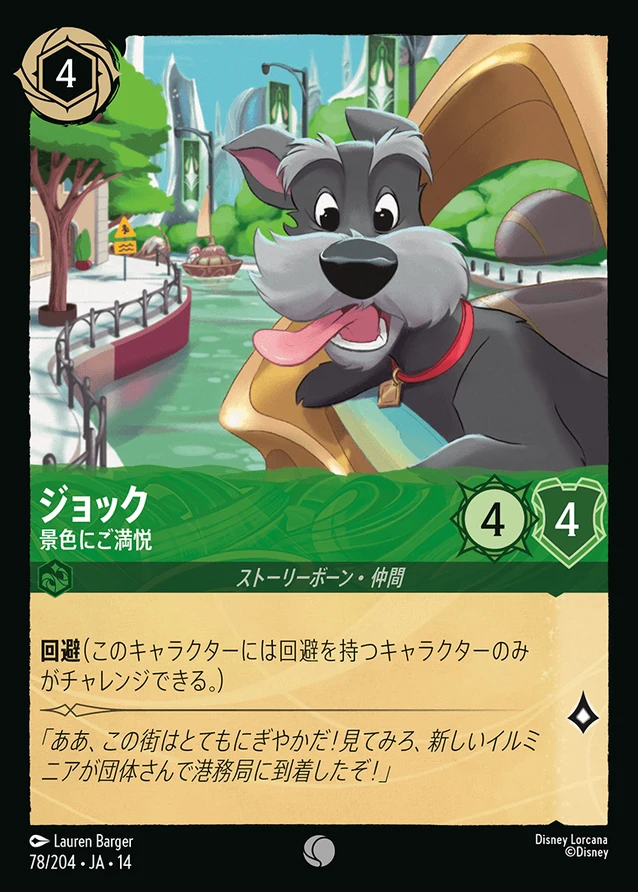 4
ジョック
景色にご満悦
4
4
ストーリーボーン・仲間
回避(このキャラクターには回避を持つキャラクターのみ
がチャレンジできる。)
「ああ、この街はとてもにぎやかだ!見てみろ、新しいイルミ
ニアが団体さんで港務局に到着したぞ!」
Lauren Barger
Disney Lorcana
78/204・JA・14
©Disney